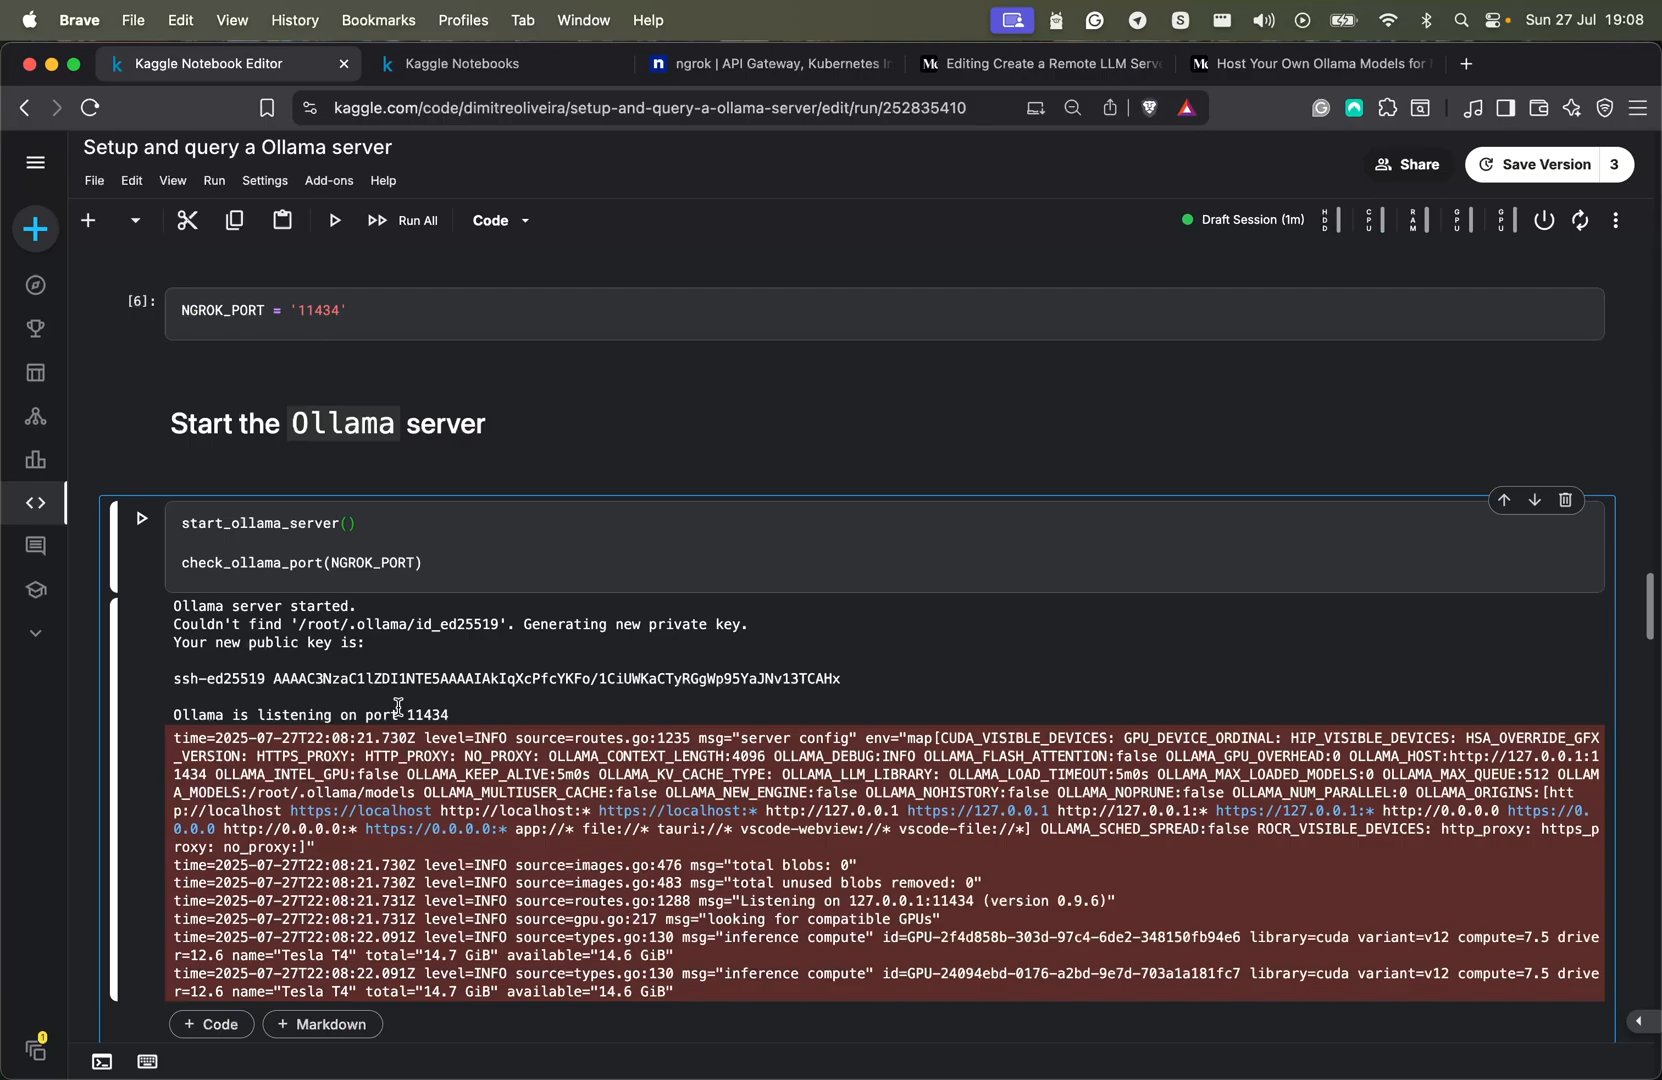 Brave File Edit View History Bookmarks Profiles Tab Window Help Sun 27 Jul 19:08
Kaggle Notebook Editor Kaggle Notebooks ngrok | API Gateway, Kubernetes In Editing Create a Remote LLM Serve Host Your Own Ollama Models for
kaggle.com/code/dimitreoliveira/setup-and-query-a-ollama-server/edit/run/252835410
Setup and query a Ollama server
Share Save Version 3
File Edit View Run Settings Add-ons Help
Run All Code Draft Session (1m) HDD CPU RAM GPU GPU
[6]:
NGROK_PORT = '11434'
Start the Ollama server
start_ollama_server()
check_ollama_port(NGROK_PORT)
Ollama server started.
Couldn't find '/root/.ollama/id_ed25519'. Generating new private key.
Your new public key is:
ssh-ed25519 AAAAC3NzaC1lZDI1NTE5AAAAIAkIqXcPfcYKFo/1CiUWKaCTyRGgWp95YaJNv13TCAHx
Ollama is listening on port 11434
time=2025-07-27T22:08:21.730Z level=INFO source=routes.go:1235 msg="server config" env="map[CUDA_VISIBLE_DEVICES: GPU_DEVICE_ORDINAL: HIP_VISIBLE_DEVICES: HSA_OVERRIDE_GFX
_VERSION: HTTPS_PROXY: HTTP_PROXY: NO_PROXY: OLLAMA_CONTEXT_LENGTH:4096 OLLAMA_DEBUG:INFO OLLAMA_FLASH_ATTENTION:false OLLAMA_GPU_OVERHEAD:0 OLLAMA_HOST:http://127.0.0.1:1
1434 OLLAMA_INTEL_GPU:false OLLAMA_KEEP_ALIVE:5m0s OLLAMA_KV_CACHE_TYPE: OLLAMA_LLM_LIBRARY: OLLAMA_LOAD_TIMEOUT:5m0s OLLAMA_MAX_LOADED_MODELS:0 OLLAMA_MAX_QUEUE:512 OLLAM
A_MODELS:/root/.ollama/models OLLAMA_MULTIUSER_CACHE:false OLLAMA_NEW_ENGINE:false OLLAMA_NOHISTORY:false OLLAMA_NOPRUNE:false OLLAMA_NUM_PARALLEL:0 OLLAMA_ORIGINS:[htt
p://localhost https://localhost http://localhost:* https://localhost:* http://127.0.0.1 https://127.0.0.1 http://127.0.0.1:* https://127.0.0.1:* http://0.0.0.0 https://0.
0.0.0 http://0.0.0.0:* https://0.0.0.0:* app://* file://* tauri://* vscode-webview://* vscode-file://*] OLLAMA_SCHED_SPREAD:false ROCR_VISIBLE_DEVICES: http_proxy: https_p
roxy: no_proxy:]"
time=2025-07-27T22:08:21.730Z level=INFO source=images.go:476 msg="total blobs: 0"
time=2025-07-27T22:08:21.730Z level=INFO source=images.go:483 msg="total unused blobs removed: 0"
time=2025-07-27T22:08:21.731Z level=INFO source=routes.go:1288 msg="Listening on 127.0.0.1:11434 (version 0.9.6)"
time=2025-07-27T22:08:21.731Z level=INFO source=gpu.go:217 msg="looking for compatible GPUs"
time=2025-07-27T22:08:22.091Z level=INFO source=types.go:130 msg="inference compute" id=GPU-2f4d858b-303d-97c4-6de2-348150fb94e6 library=cuda variant=v12 compute=7.5 drive
r=12.6 name="Tesla T4" total="14.7 GiB" available="14.6 GiB"
time=2025-07-27T22:08:22.091Z level=INFO source=types.go:130 msg="inference compute" id=GPU-24094ebd-0176-a2bd-9e7d-703a1a181fc7 library=cuda variant=v12 compute=7.5 drive
r=12.6 name="Tesla T4" total="14.7 GiB" available="14.6 GiB"
+ Code + Markdown
1